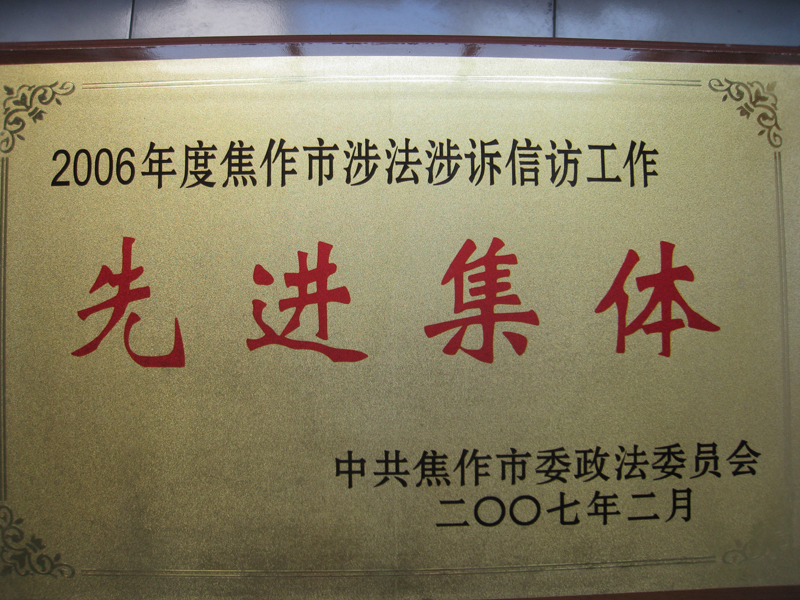 2006年度焦作市涉法涉诉信访工作
先进集体
中共焦作市委政法委员会
二〇〇七年二月